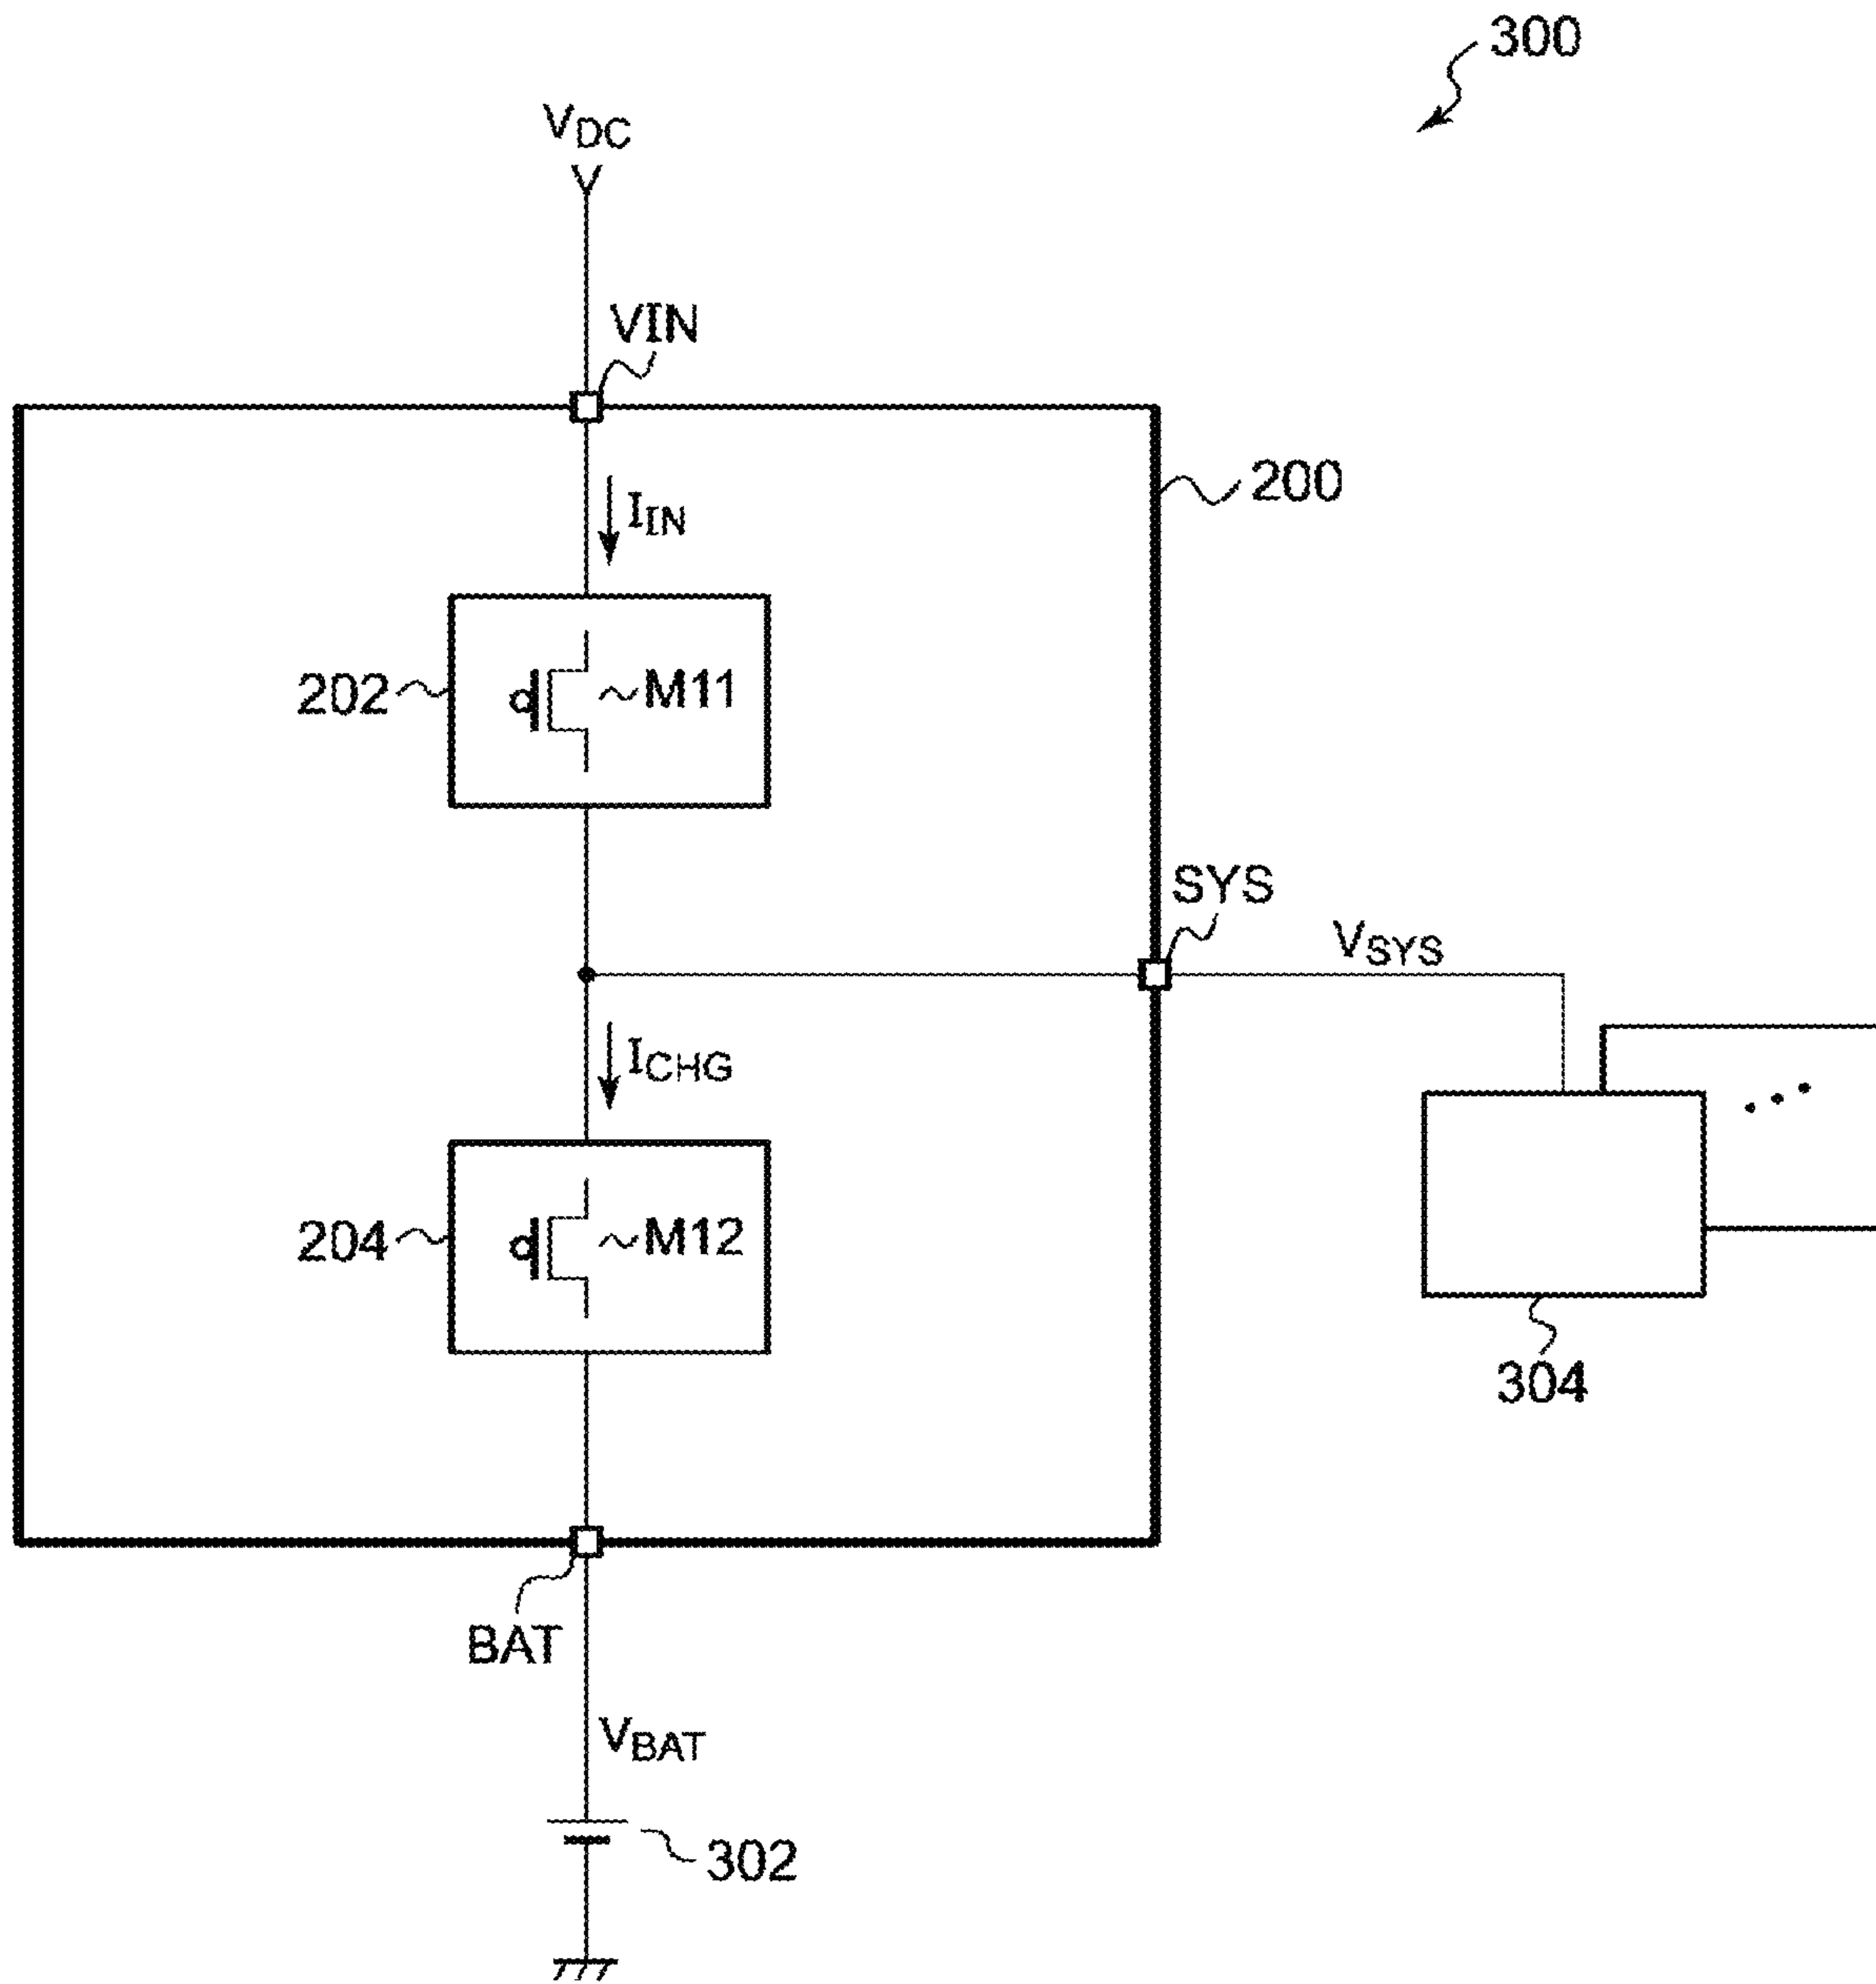 300
VDC
VIN
200
IIN
202
M11
SYS
VSYS
ICHG
204
M12
304
BAT
VBAT
302